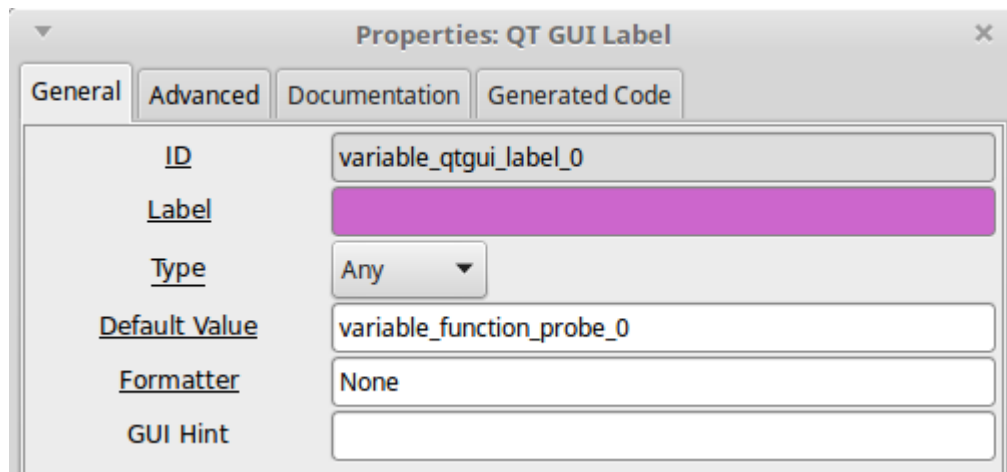 Properties: QT GUI Label
General Advanced Documentation Generated Code
ID variable_qtgui_label_0
Label
Type Any
Default Value variable_function_probe_0
Formatter None
GUI Hint